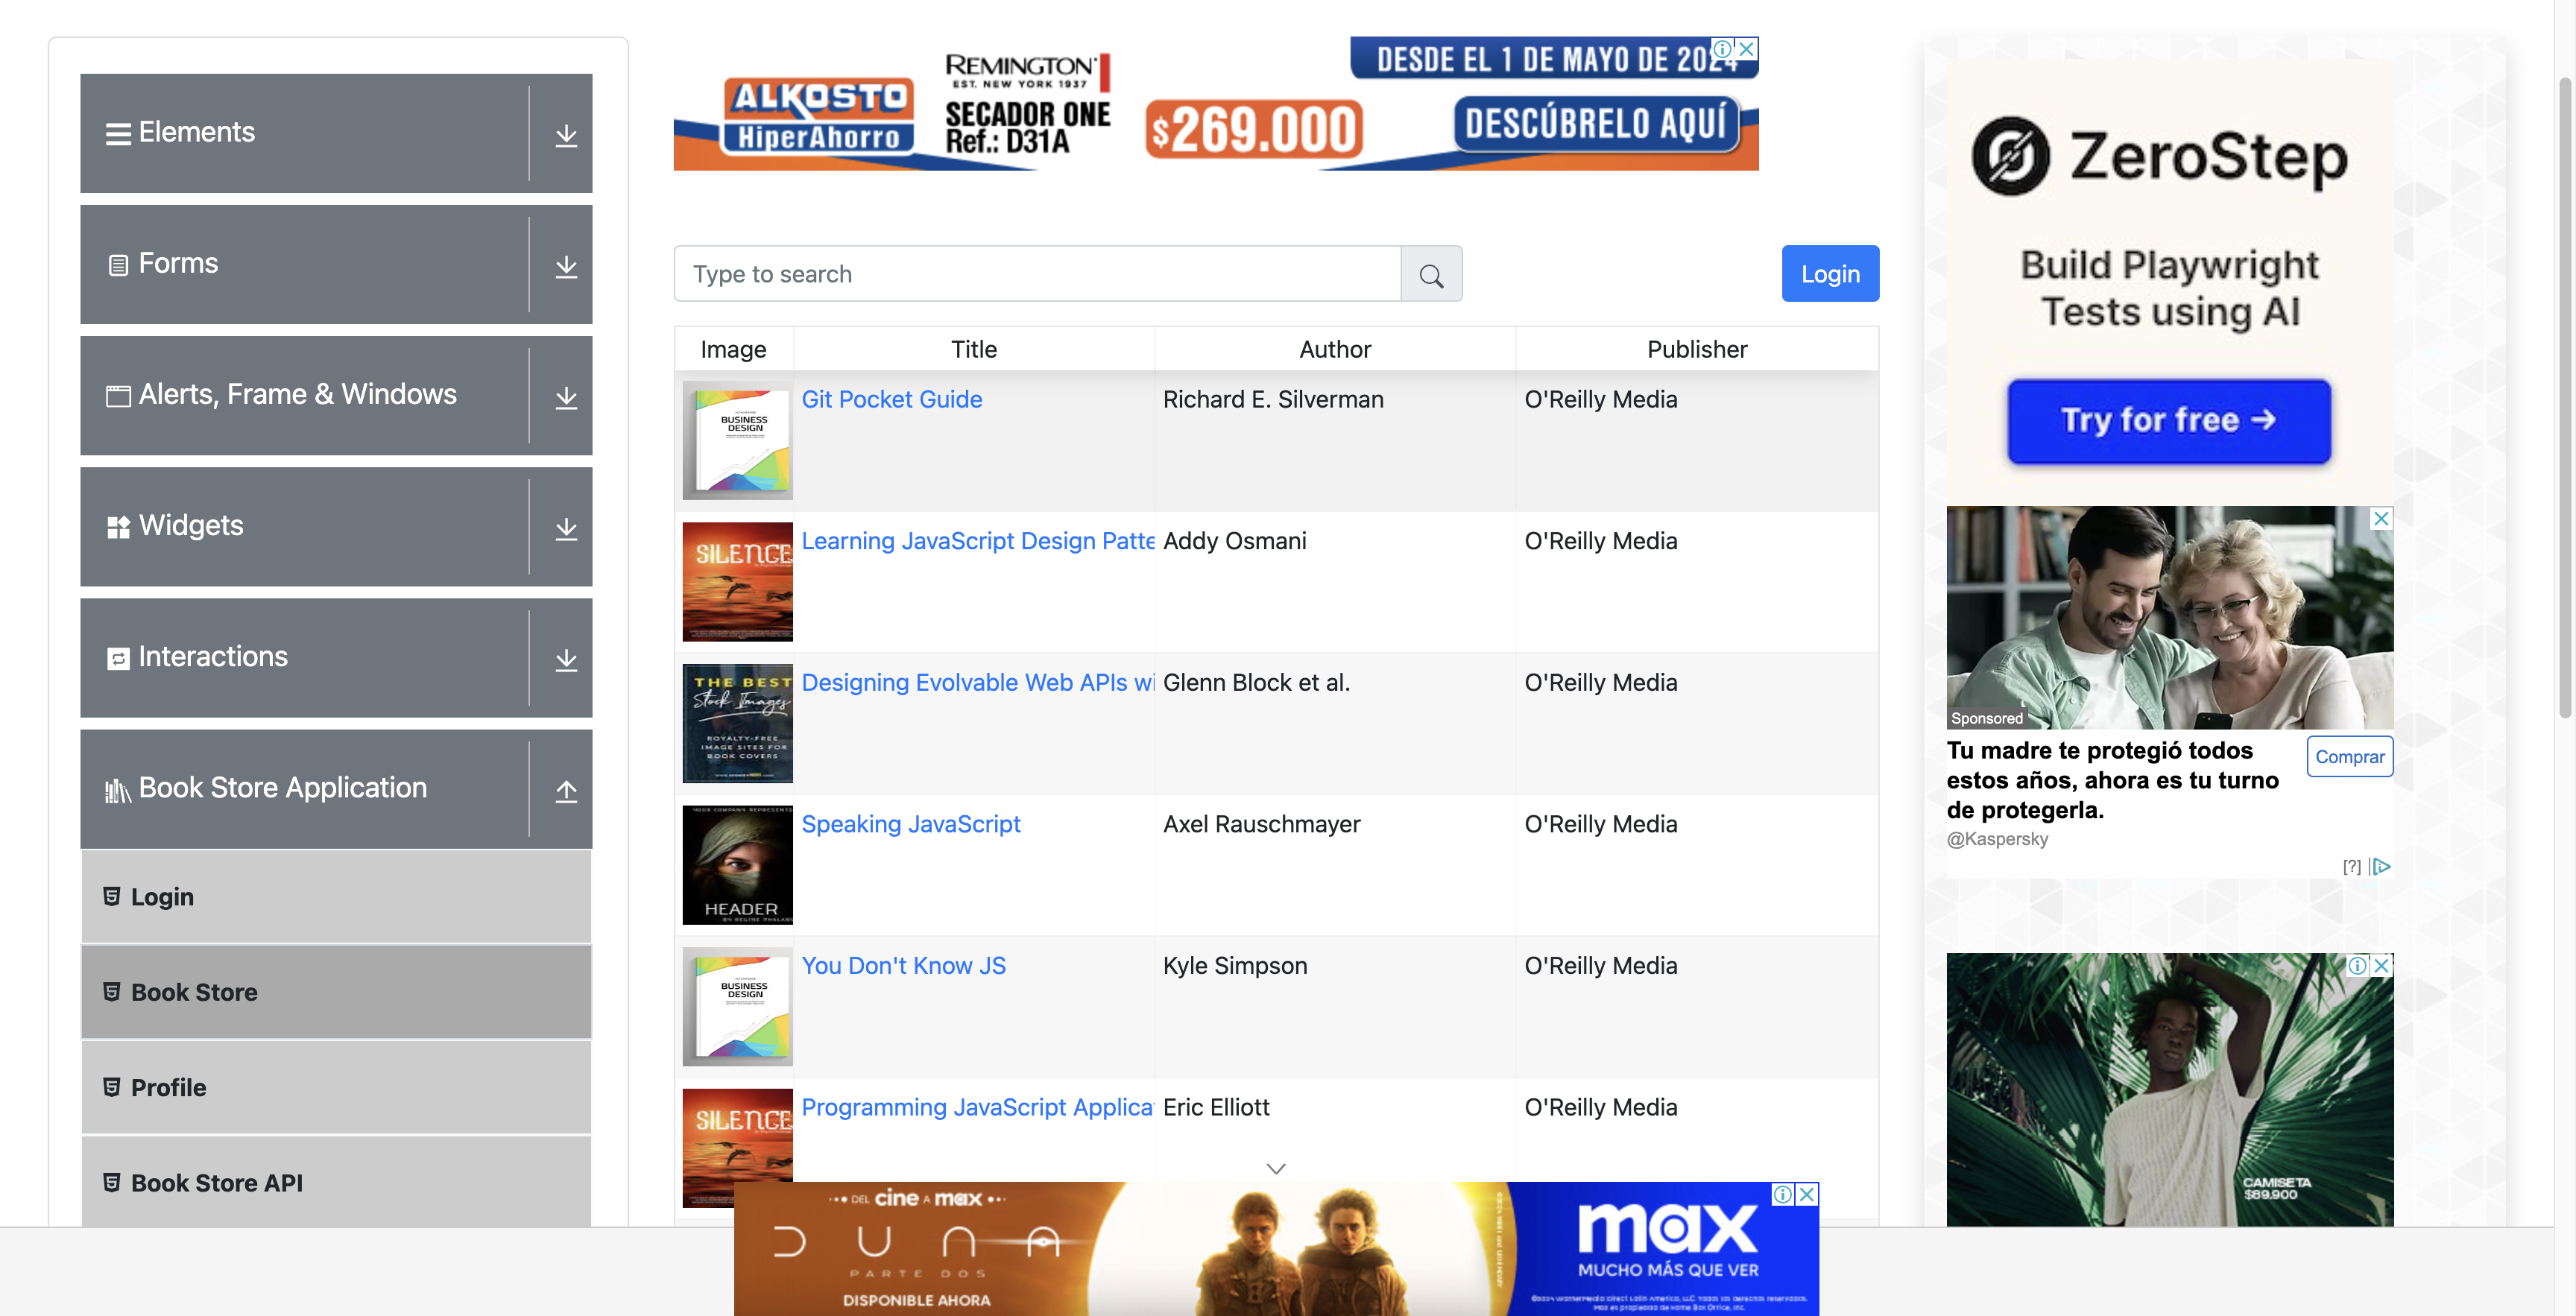 Elements
Forms
Alerts, Frame & Windows
Widgets
Interactions
Book Store Application
Login
Book Store
Profile
Book Store API
ALKOSTO
HiperAhorro
REMINGTON
EST. NEW YORK 1937
SECADOR ONE
Ref.: D31A
$269.000
DESDE EL 1 DE MAYO DE 2024
DESCÚBRELO AQUÍ
Type to search
Login
Image Title Author Publisher
BUSINESS
DESIGN
Git Pocket Guide Richard E. Silverman O'Reilly Media
SILENCE
Learning JavaScript Design Patte Addy Osmani O'Reilly Media
THE BEST
Stock Images
ROYALTY-FREE
IMAGE SITES FOR
BOOK COVERS
Designing Evolvable Web APIs wi Glenn Block et al. O'Reilly Media
YOUR COMPANY REPRESENTS
HEADER
Speaking JavaScript Axel Rauschmayer O'Reilly Media
BUSINESS
DESIGN
You Don't Know JS Kyle Simpson O'Reilly Media
SILENCE
Programming JavaScript Applica Eric Elliott O'Reilly Media
DEL cine A max
DUNA
PARTE DOS
DISPONIBLE AHORA
max
MUCHO MÁS QUE VER
ZeroStep
Build Playwright
Tests using AI
Try for free →
Sponsored
Tu madre te protegió todos
estos años, ahora es tu turno
de protegerla.
Comprar
@Kaspersky
[?]
CAMISETA
$89.900